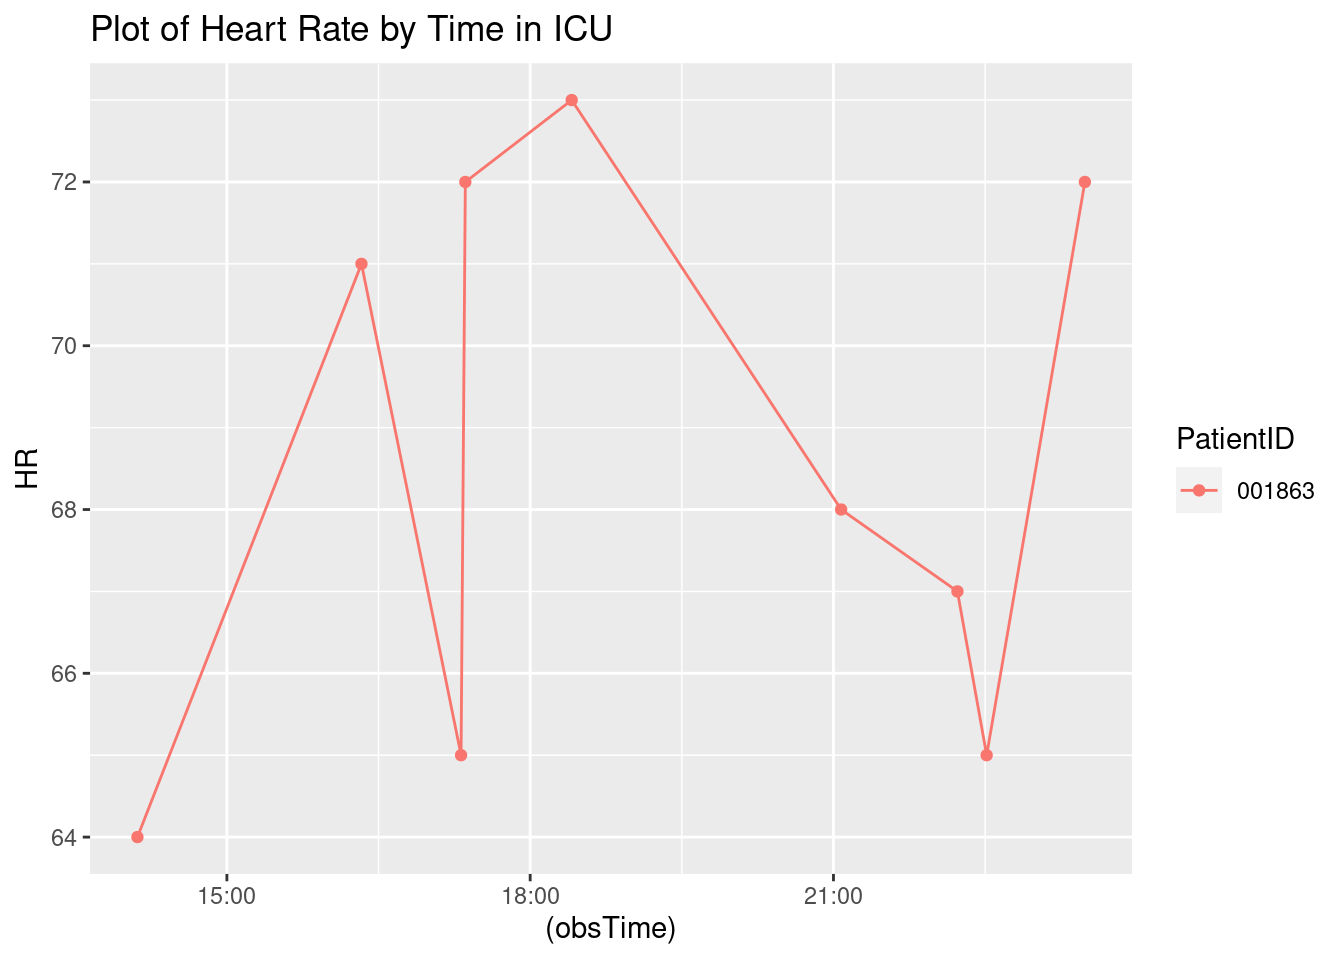 Plot of Heart Rate by Time in ICU
HR
72
70
68
66
64
15:00 18:00 21:00
(obsTime)
PatientID
001863